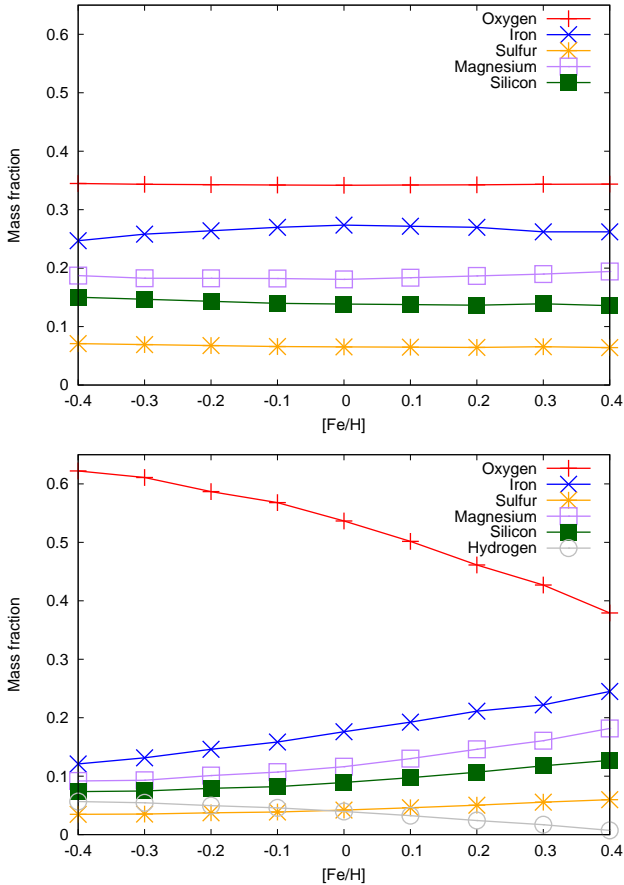 0.6
0.5
0.4
0.3
0.2
0.1
0
Mass fraction
Oxygen
Iron
Sulfur
Magnesium
Silicon
-0.4 -0.3 -0.2 -0.1 0 0.1 0.2 0.3 0.4
[Fe/H]
0.6
0.5
0.4
0.3
0.2
0.1
0
Mass fraction
Oxygen
Iron
Sulfur
Magnesium
Silicon
Hydrogen
-0.4 -0.3 -0.2 -0.1 0 0.1 0.2 0.3 0.4
[Fe/H]